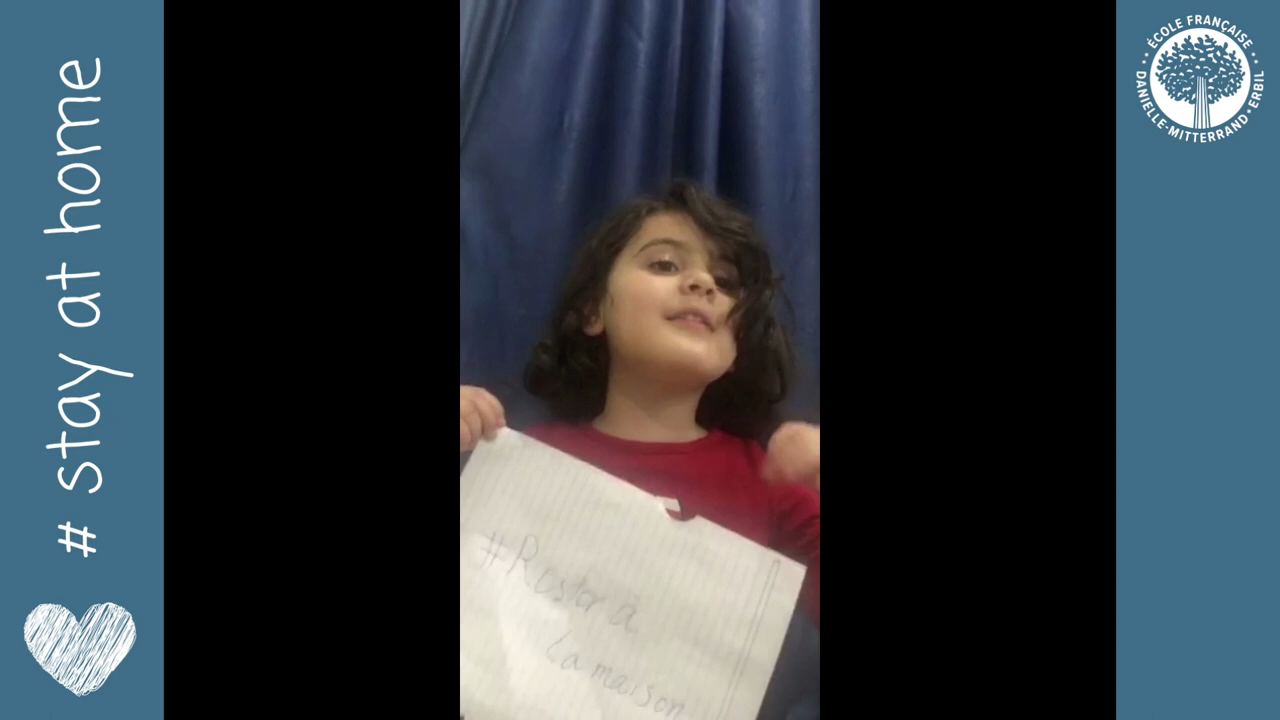 # stay at home
ÉCOLE FRANÇAISE
DANIELLE-MITTERRAND • ERBIL
#Rester à
la maison